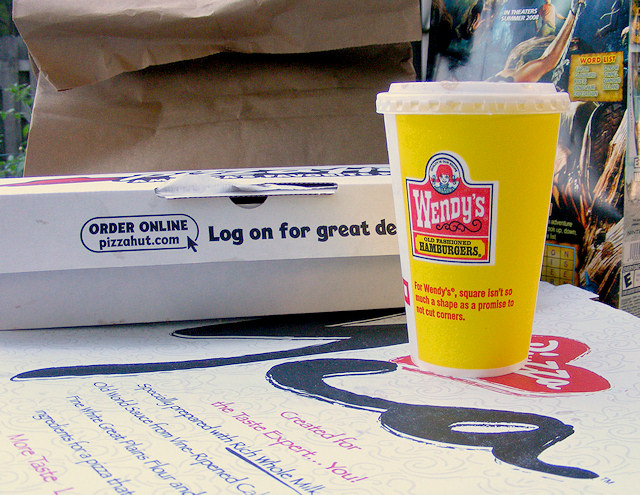 IN THEATERS
SUMMER 2008
WORD LIST
ORDER ONLINE
pizzahut.com
Log on for great de
WENDY'S
OLD FASHIONED
HAMBURGERS®
For Wendy's®, square isn't so
much a shape as a promise to
not cut corners.
Pizza
Created for
the Taste Expert... You!
Specially prepared with Rich Whole Milk
Old World Sauce from Vine-Ripened Ca
Fine White Great Plains Flour and
ingredients for a pizza that
More Taste
E